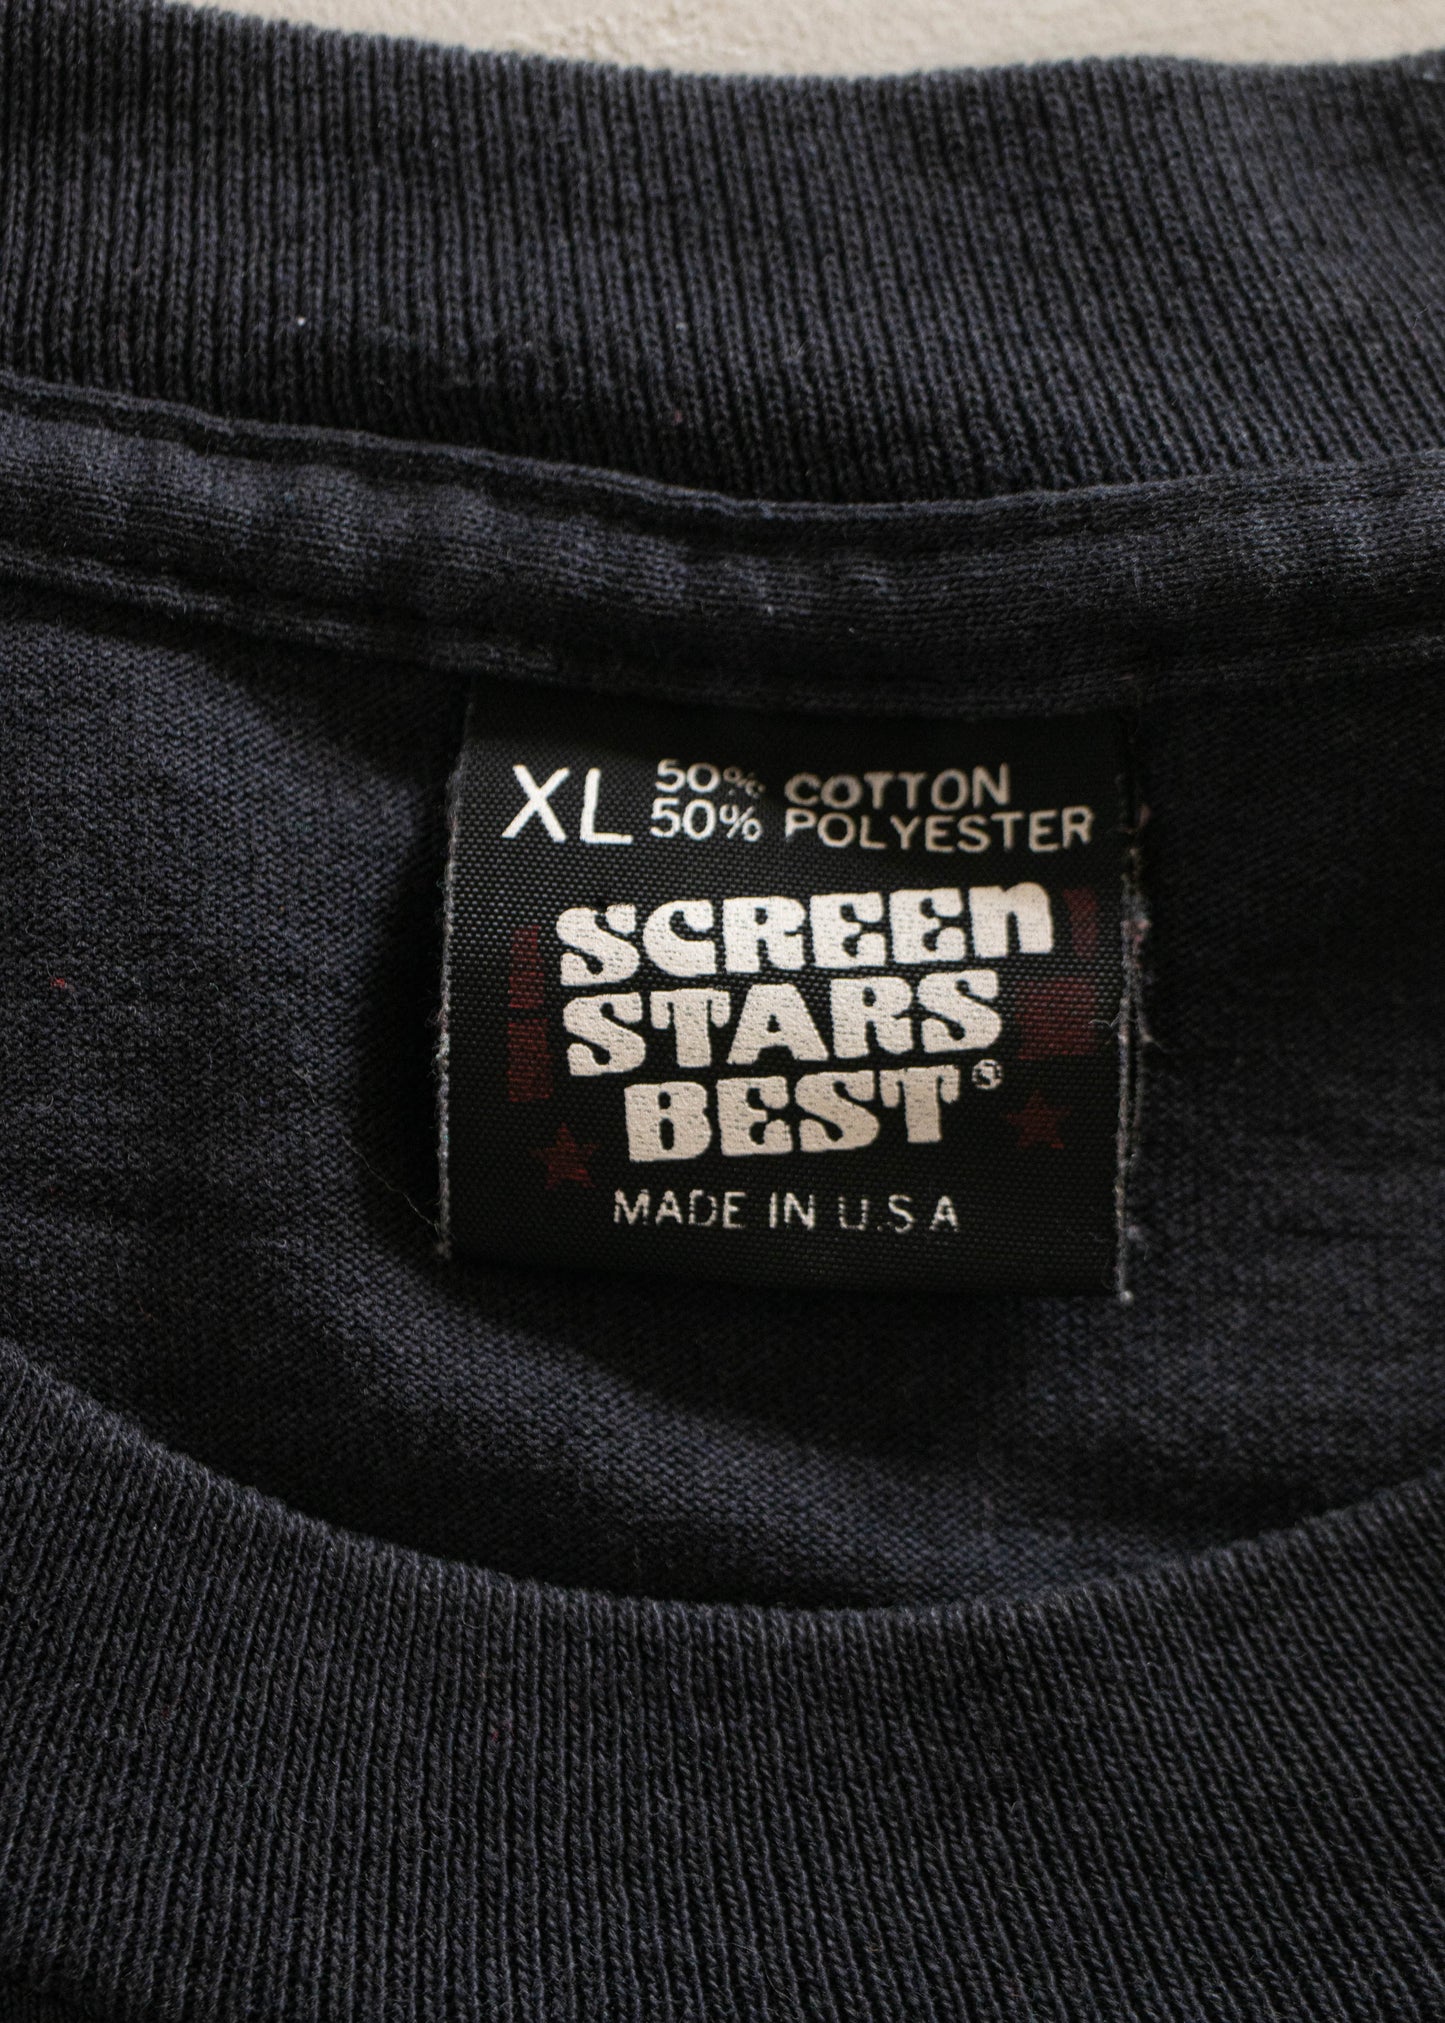 XL 50% COTTON
50% POLYESTER
SCREEN
STARS
BEST®
MADE IN U.S.A